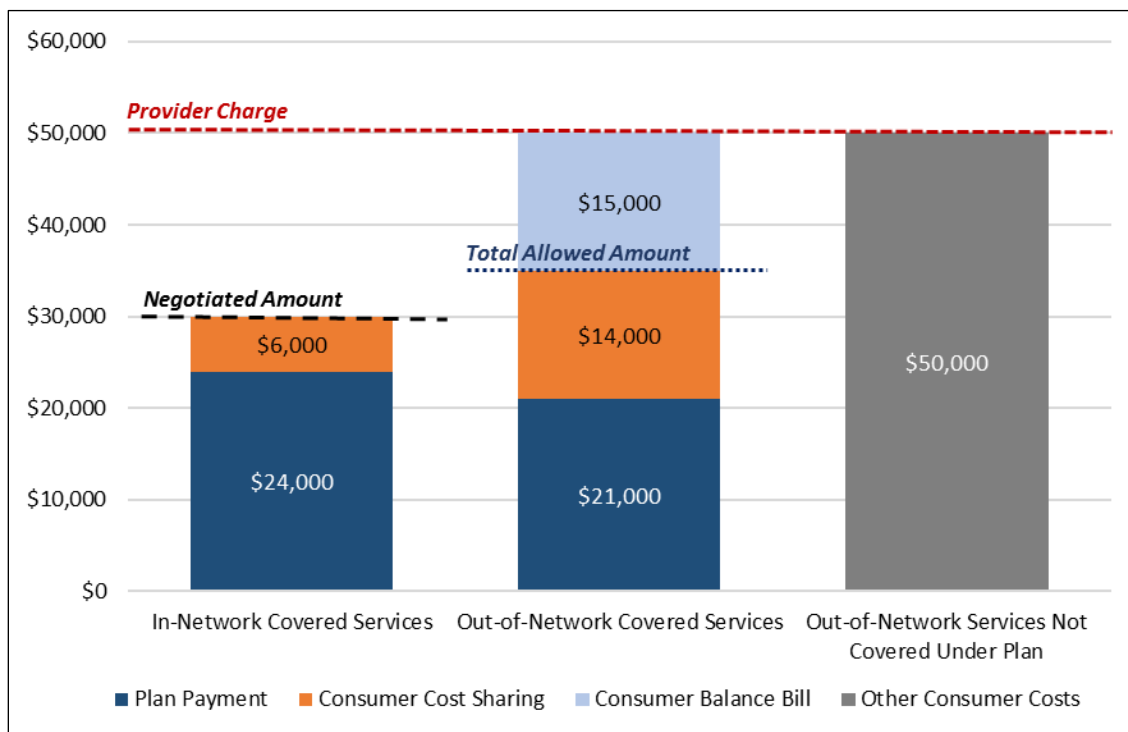 $60,000
Provider Charge
$50,000
$15,000
$40,000
Total Allowed Amount
Negotiated Amount
$30,000
$6,000
$14,000
$50,000
$20,000
$24,000
$21,000
$10,000
$0
In-Network Covered Services
Out-of-Network Covered Services
Out-of-Network Services Not
Covered Under Plan
Plan Payment
Consumer Cost Sharing
Consumer Balance Bill
Other Consumer Costs